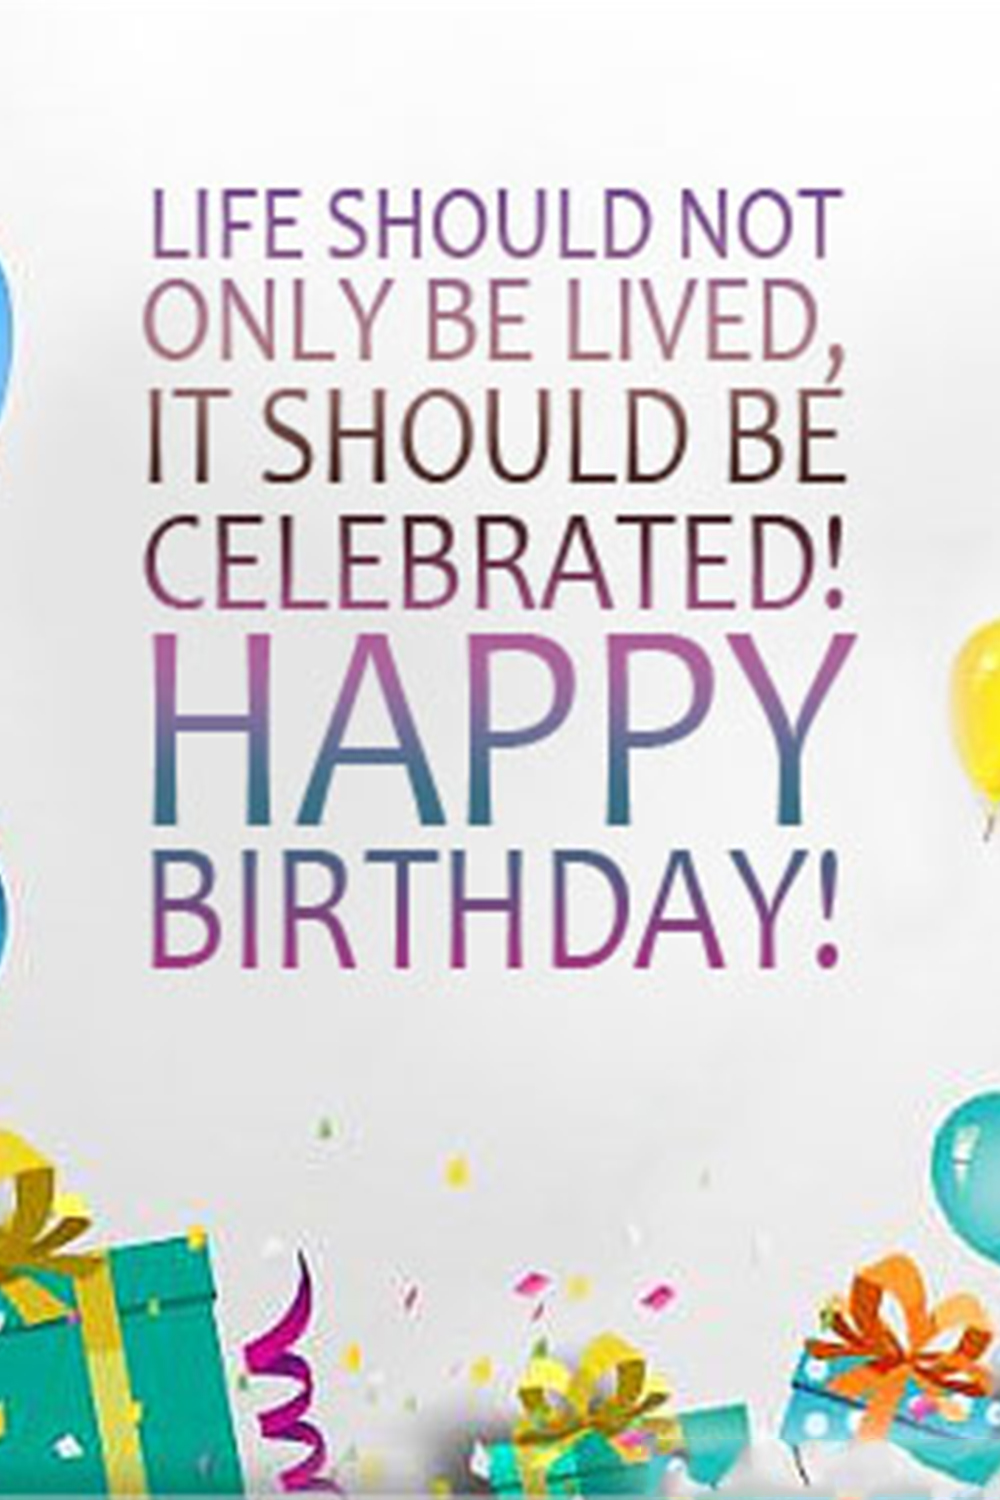 LIFE SHOULD NOT
ONLY BE LIVED,
IT SHOULD BE
CELEBRATED!
HAPPY
BIRTHDAY!